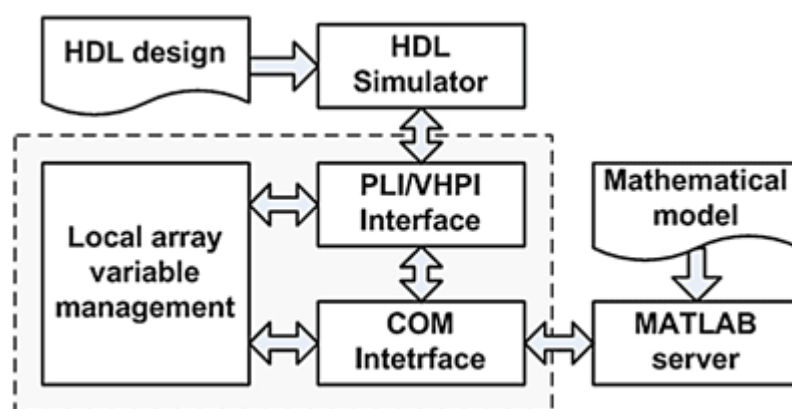 HDL design
HDL
Simulator
PLI/VHPI
Interface
Mathematical
model
Local array
variable
management
COM
Intetrface
MATLAB
server